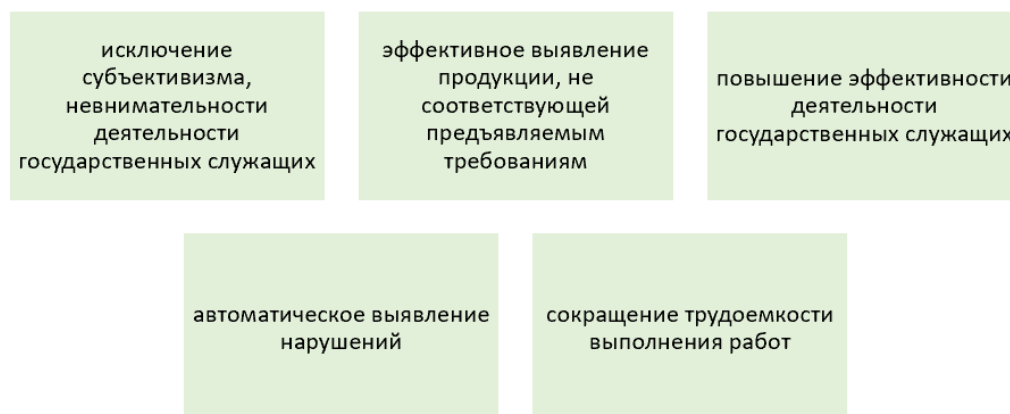 исключение
субъективизма,
невнимательности
деятельности
государственных служащих
эффективное выявление
продукции, не
соответствующей
предъявляемым
требованиям
повышение эффективности
деятельности
государственных служащих
автоматическое выявление
нарушений
сокращение трудоемкости
выполнения работ